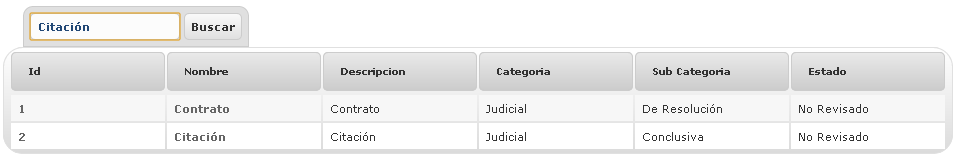 Citación Buscar
Id Nombre Descripcion Categoria Sub Categoria Estado
1 Contrato Contrato Judicial De Resolución No Revisado
2 Citación Citación Judicial Conclusiva No Revisado